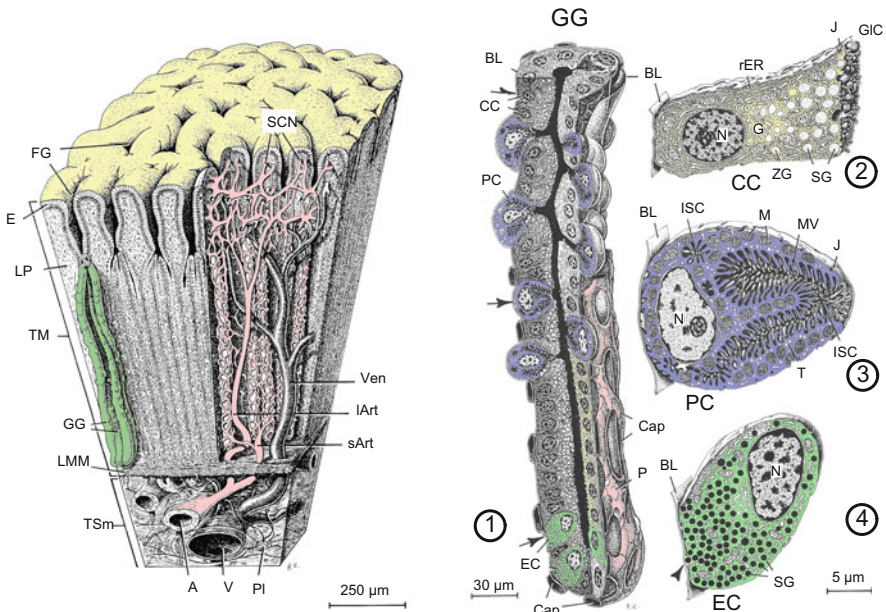 SCN
FG
E
LP
TM
GG
LMM
TSm
Ven
lArt
sArt
A
V
Pl
250 µm
GG
BL
CC
PC
1
EC
Cap
Cap
P
30 µm
J
GlC
BL
rER
N
G
ZG
SG
CC
2
BL
ISC
M
MV
J
N
ISC
T
PC
3
BL
N
SG
EC
4
5 µm